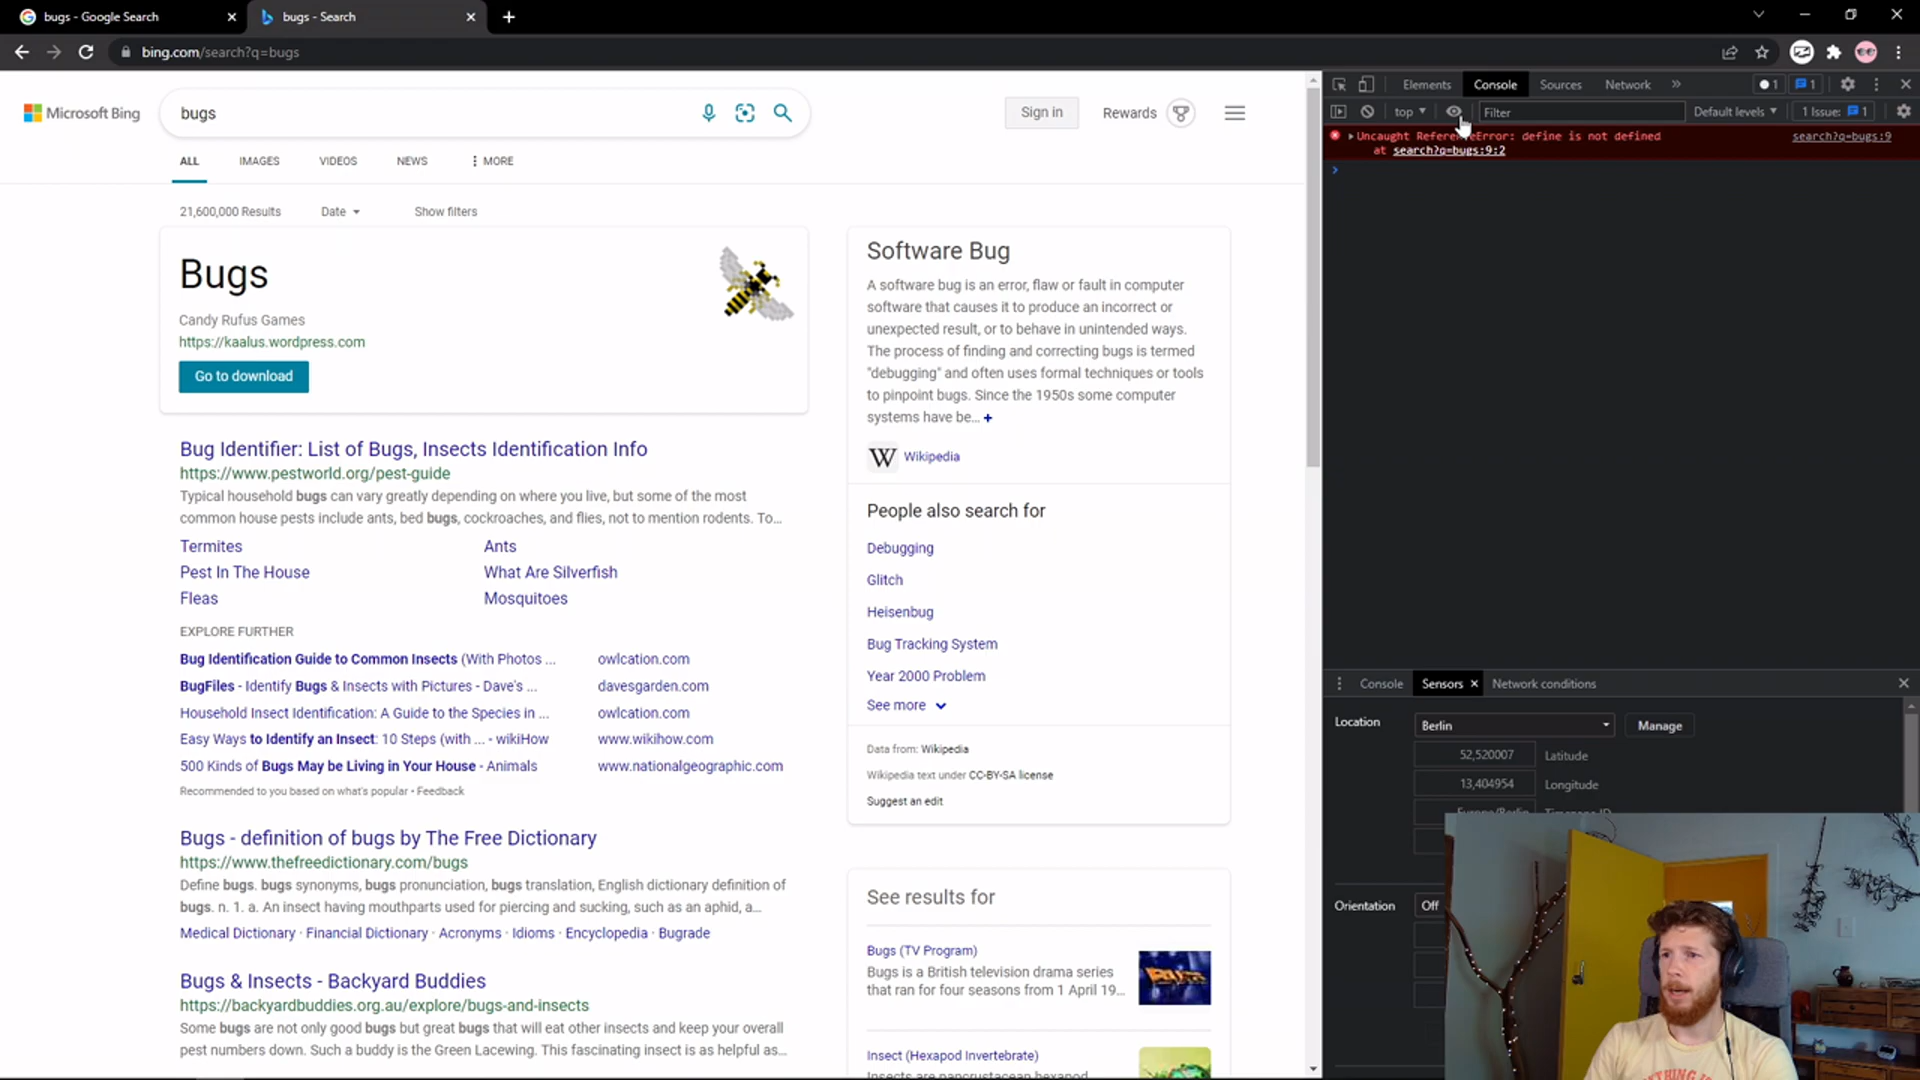 bugs - Google Search
bugs - Search
bing.com/search?q=bugs
Microsoft Bing
bugs
Sign in
Rewards
ALL
IMAGES
VIDEOS
NEWS
MORE
21,600,000 Results
Date
Show filters
Bugs
Candy Rufus Games
https://kaalus.wordpress.com
Go to download
Bug Identifier: List of Bugs, Insects Identification Info
https://www.pestworld.org/pest-guide
Typical household bugs can vary greatly depending on where you live, but some of the most
common house pests include ants, bed bugs, cockroaches, and flies, not to mention rodents. To...
Termites
Ants
Pest In The House
What Are Silverfish
Fleas
Mosquitoes
EXPLORE FURTHER
Bug Identification Guide to Common Insects (With Photos ...
owlcation.com
BugFiles - Identify Bugs & Insects with Pictures - Dave's ...
davesgarden.com
Household Insect Identification: A Guide to the Species in ...
owlcation.com
Easy Ways to Identify an Insect: 10 Steps (with ... - wikiHow
www.wikihow.com
500 Kinds of Bugs May be Living in Your House - Animals
www.nationalgeographic.com
Recommended to you based on what's popular • Feedback
Bugs - definition of bugs by The Free Dictionary
https://www.thefreedictionary.com/bugs
Define bugs. bugs synonyms, bugs pronunciation, bugs translation, English dictionary definition of
bugs. n. 1. a. An insect having mouthparts used for piercing and sucking, such as an aphid, a...
Medical Dictionary · Financial Dictionary · Acronyms · Idioms · Encyclopedia · Bugrade
Bugs & Insects - Backyard Buddies
https://backyardbuddies.org.au/explore/bugs-and-insects
Some bugs are not only good bugs but great bugs that will eat other insects and keep your overall
pest numbers down. Such a buddy is the Green Lacewing. This fascinating insect is as helpful as...
Software Bug
A software bug is an error, flaw or fault in computer
software that causes it to produce an incorrect or
unexpected result, or to behave in unintended ways.
The process of finding and correcting bugs is termed
"debugging" and often uses formal techniques or tools
to pinpoint bugs. Since the 1950s some computer
systems have be... +
W Wikipedia
People also search for
Debugging
Glitch
Heisenbug
Bug Tracking System
Year 2000 Problem
See more
Data from: Wikipedia
Wikipedia text under CC-BY-SA license
Suggest an edit
See results for
Bugs (TV Program)
Bugs is a British television drama series
that ran for four seasons from 1 April 19...
BUGS
Insect (Hexapod Invertebrate)
Insects are pancrustacean hexapod
Elements
Console
Sources
Network
»
1
1
top
Filter
Default levels
1 Issue: 1
Uncaught ReferenceError: define is not defined
search?q=bugs:9
at search?q=bugs:9:2
Console
Sensors
Network conditions
Location
Berlin
Manage
52,520007
Latitude
13,404954
Longitude
Europe/Berlin
Timezone ID
Orientation
Off